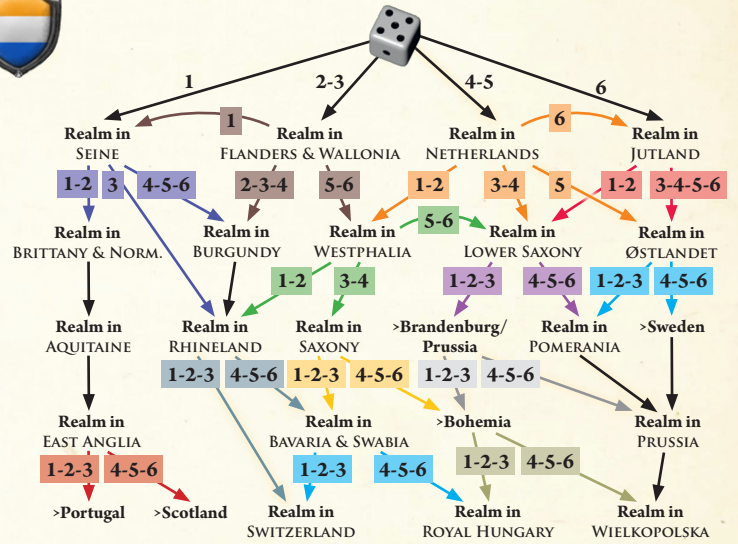 1
2-3
4-5
6
1
6
Realm in
SEINE
Realm in
FLANDERS & WALLONIA
Realm in
NETHERLANDS
Realm in
JUTLAND
1-2 3 4-5-6
2-3-4 5-6
1-2 3-4 5
1-2 3-4-5-6
5-6
Realm in
BRITTANY & NORM.
Realm in
BURGUNDY
Realm in
WESTPHALIA
Realm in
LOWER SAXONY
Realm in
ØSTLANDET
1-2 3-4
1-2-3 4-5-6
1-2-3 4-5-6
Realm in
AQUITAINE
Realm in
RHINELAND
Realm in
SAXONY
>Brandenburg/
Prussia
Realm in
POMERANIA
>Sweden
1-2-3 4-5-6
1-2-3 4-5-6
1-2-3 4-5-6
Realm in
EAST ANGLIA
Realm in
BAVARIA & SWABIA
>Bohemia
Realm in
PRUSSIA
1-2-3 4-5-6
1-2-3 4-5-6
1-2-3 4-5-6
>Portugal
>Scotland
Realm in
SWITZERLAND
Realm in
ROYAL HUNGARY
Realm in
WIELKOPOLSKA